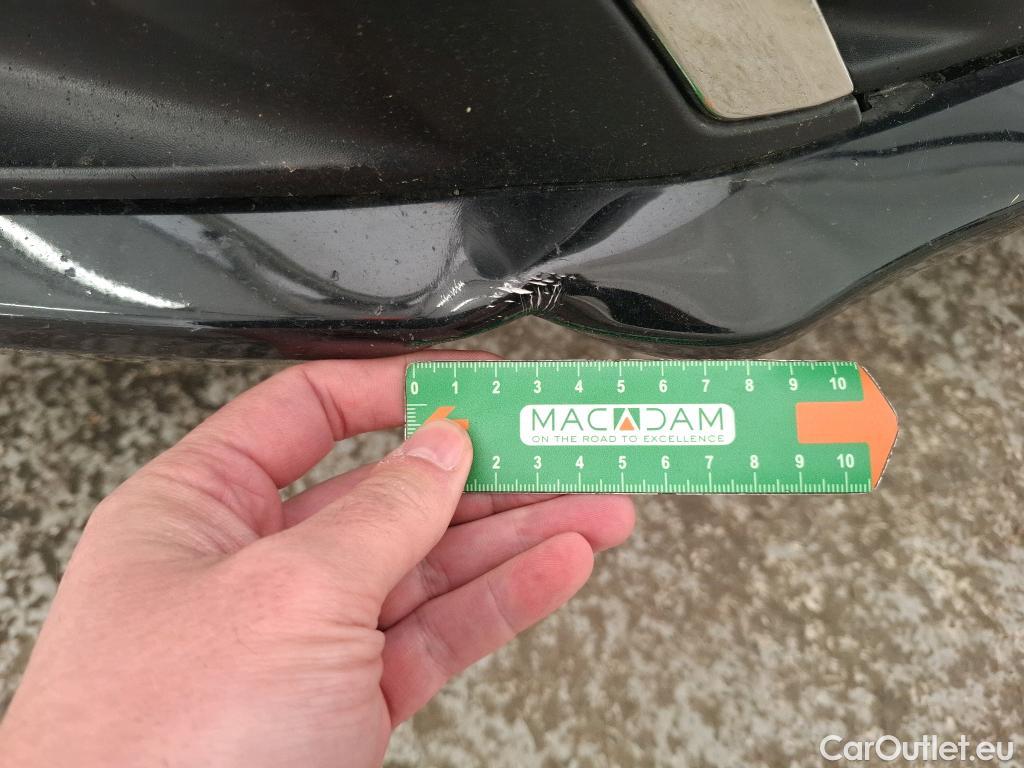 0 1 2 3 4 5 6 7 8 9 10
MACADAM
ON THE ROAD TO EXCELLENCE
2 3 4 5 6 7 8 9 10
CarOutlet.eu